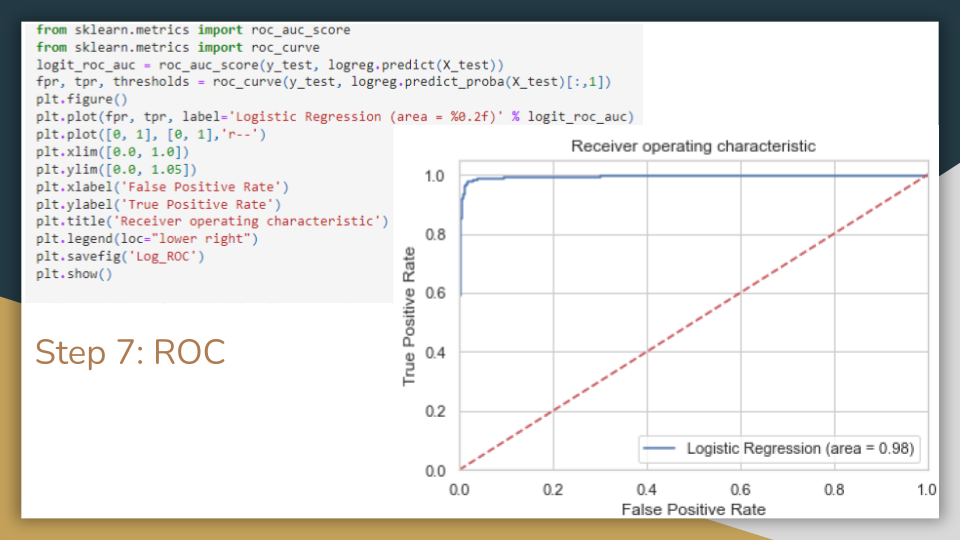 from sklearn.metrics import roc_auc_score
from sklearn.metrics import roc_curve
logit_roc_auc = roc_auc_score(y_test, logreg.predict(X_test))
fpr, tpr, thresholds = roc_curve(y_test, logreg.predict_proba(X_test)[:,1])
plt.figure()
plt.plot(fpr, tpr, label='Logistic Regression (area = %0.2f)' % logit_roc_auc)
plt.plot([0, 1], [0, 1],'r--')
plt.xlim([0.0, 1.0])
plt.ylim([0.0, 1.05])
plt.xlabel('False Positive Rate')
plt.ylabel('True Positive Rate')
plt.title('Receiver operating characteristic')
plt.legend(loc="lower right")
plt.savefig('Log_ROC')
plt.show()
Step 7: ROC
Receiver operating characteristic
True Positive Rate
1.0
0.8
0.6
0.4
0.2
0.0
Logistic Regression (area = 0.98)
0.0 0.2 0.4 0.6 0.8 1.0
False Positive Rate